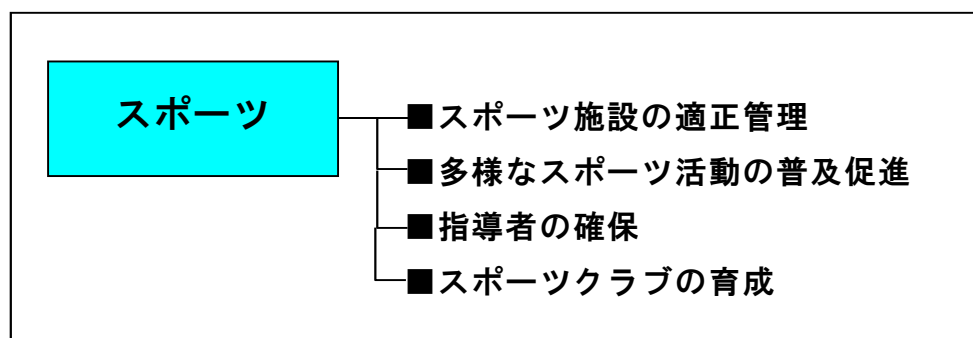 スポーツ
■スポーツ施設の適正管理
■多様なスポーツ活動の普及促進
■指導者の確保
■スポーツクラブの育成